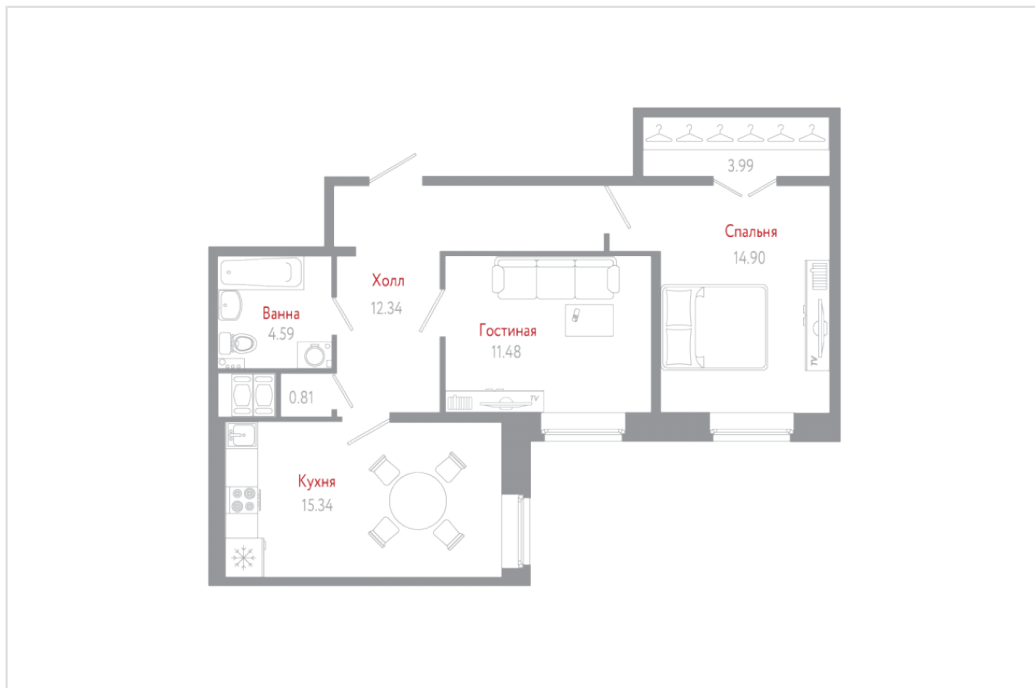 3.99
Спальня
14.90
Холл
12.34
Ванна
4.59
Гостиная
11.48
TV
TV
0.81
Кухня
15.34